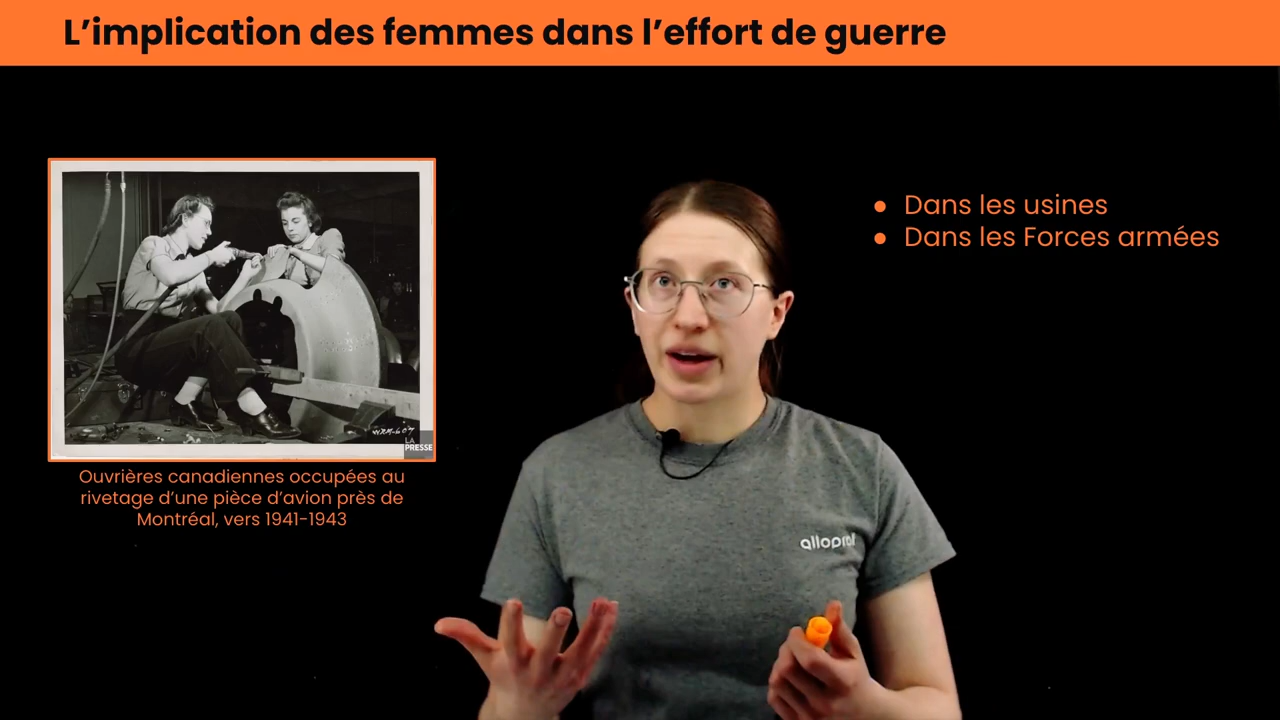 L’implication des femmes dans l’effort de guerre
LA
PRESSE
Ouvrières canadiennes occupées au
rivetage d’une pièce d’avion près de
Montréal, vers 1941-1943
● Dans les usines
● Dans les Forces armées
alloprof